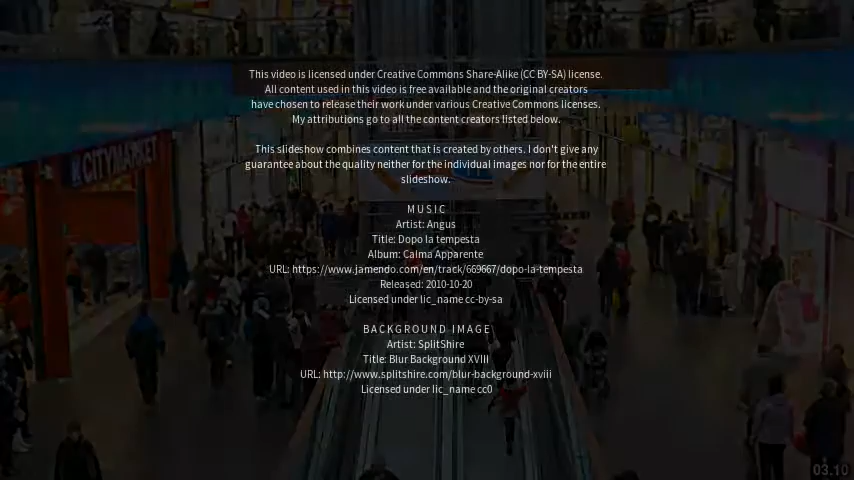 This video is licensed under Creative Commons Share-Alike (CC BY-SA) license.
All content used in this video is free available and the original creators
have chosen to release their work under various Creative Commons licenses.
My attributions go to all the content creators listed below.
This slideshow combines content that is created by others. I don't give any
guarantee about the quality neither for the individual images nor for the entire
slideshow.
MUSIC
Artist: Angus
Title: Dopo la tempesta
Album: Calma Apparente
URL: https://www.jamendo.com/en/track/669667/dopo-la-tempesta
Released: 2010-10-20
Licensed under lic_name cc-by-sa
BACKGROUND IMAGE
Artist: SplitShire
Title: Blur Background XVIII
URL: http://www.splitshire.com/blur-background-xviii
Licensed under lic_name cc0
CITYMARKET
03.10